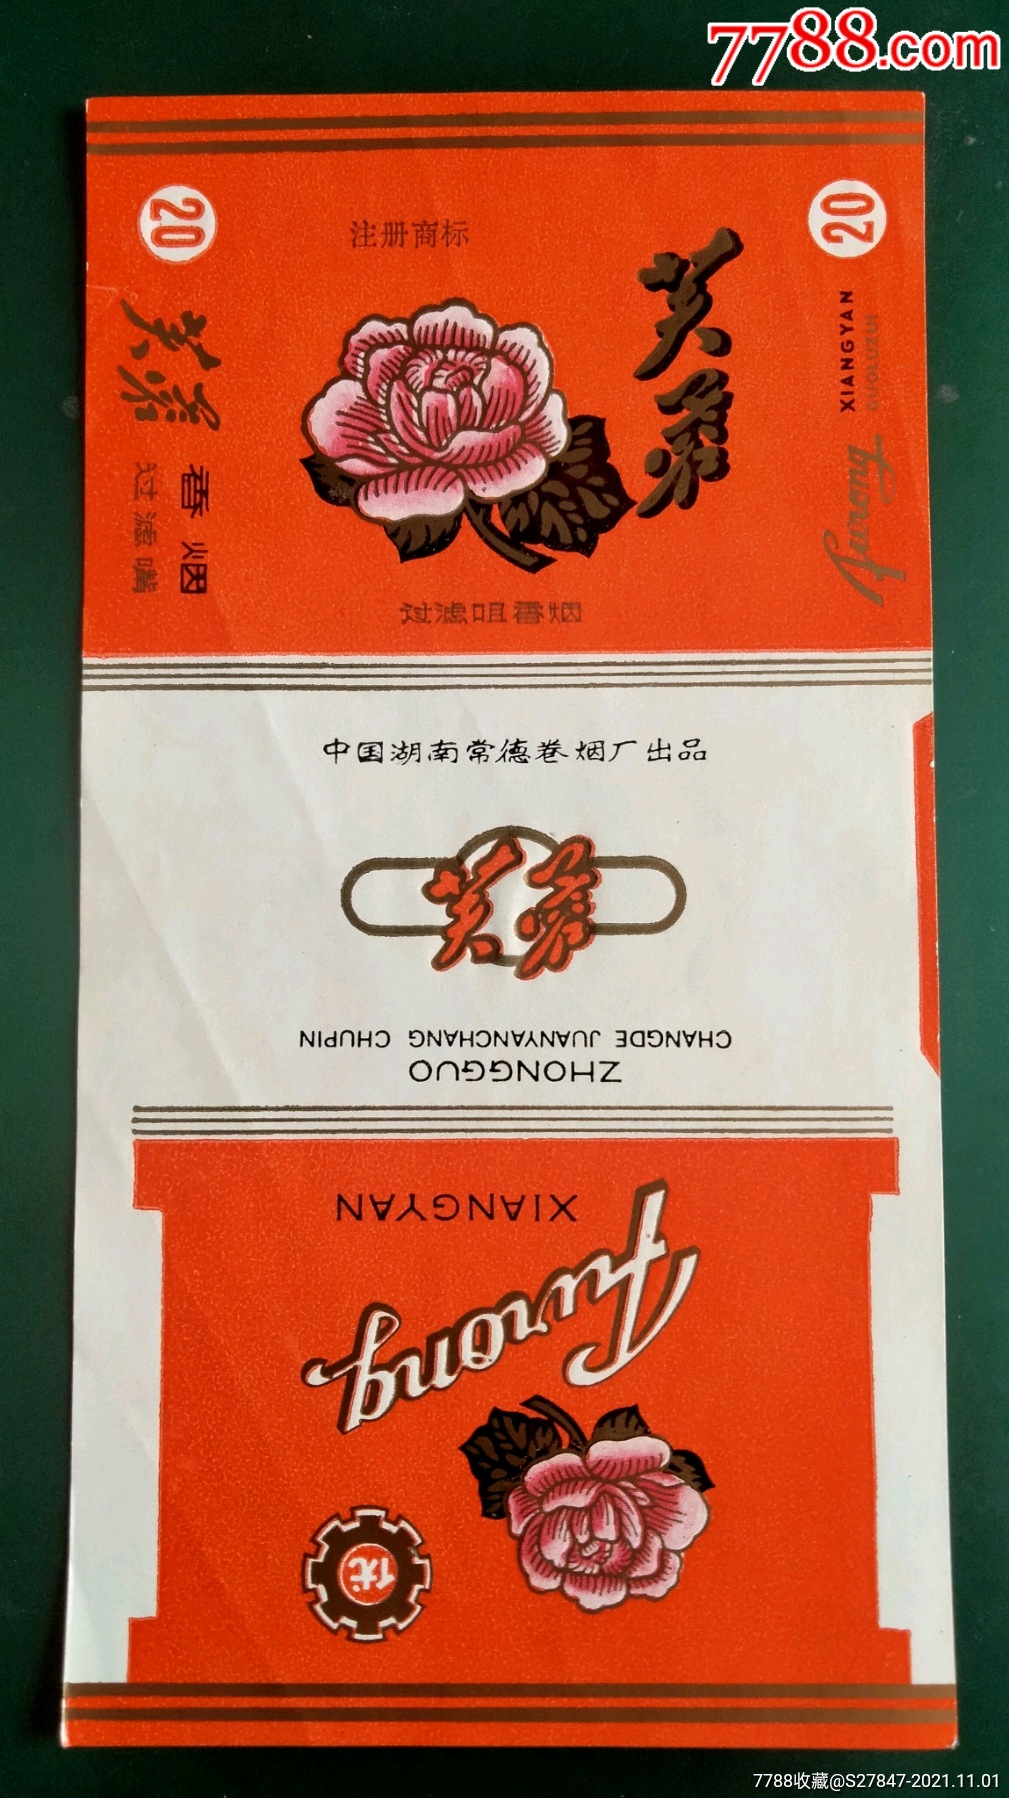 7788.com
20
20
注册商标
芙蓉
芙蓉
香烟
过滤嘴
XIANGYAN
GUOLUZUI
Furong
过滤咀香烟
中国湖南常德卷烟厂出品
芙蓉
CHANGDE JUANYANCHANG CHUPIN
ZHONGGUO
XIANGYAN
Furong
优
7788收藏@S27847-2021.11.01